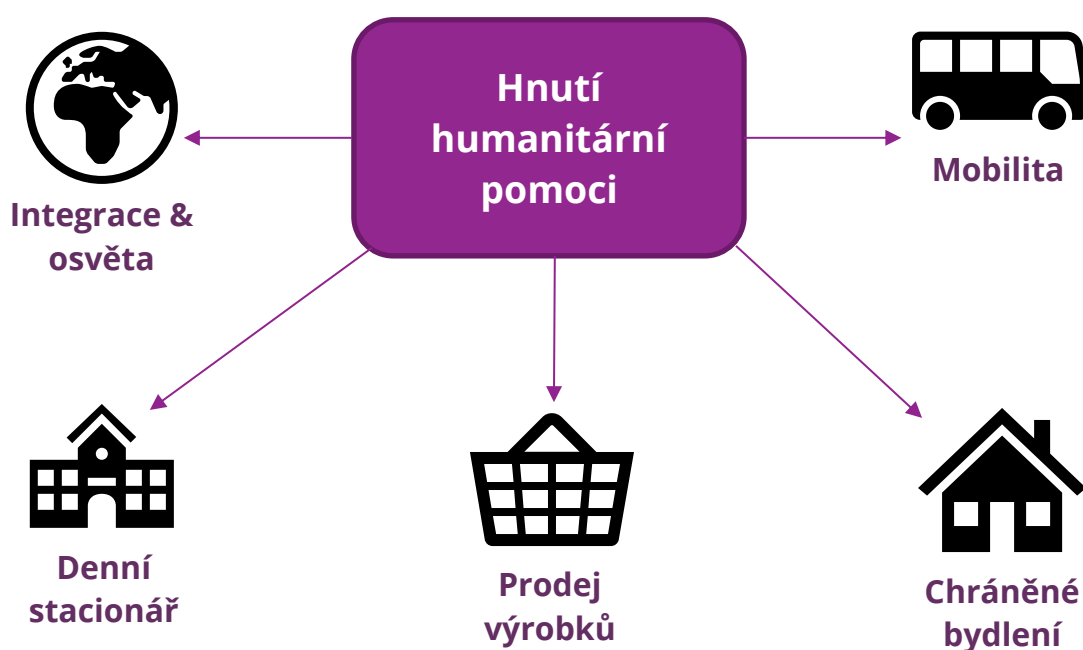 Hnutí
humanitární
pomoci
Integrace &
osvěta
Mobilita
Denní
stacionář
Prodej
výrobků
Chráněné
bydlení